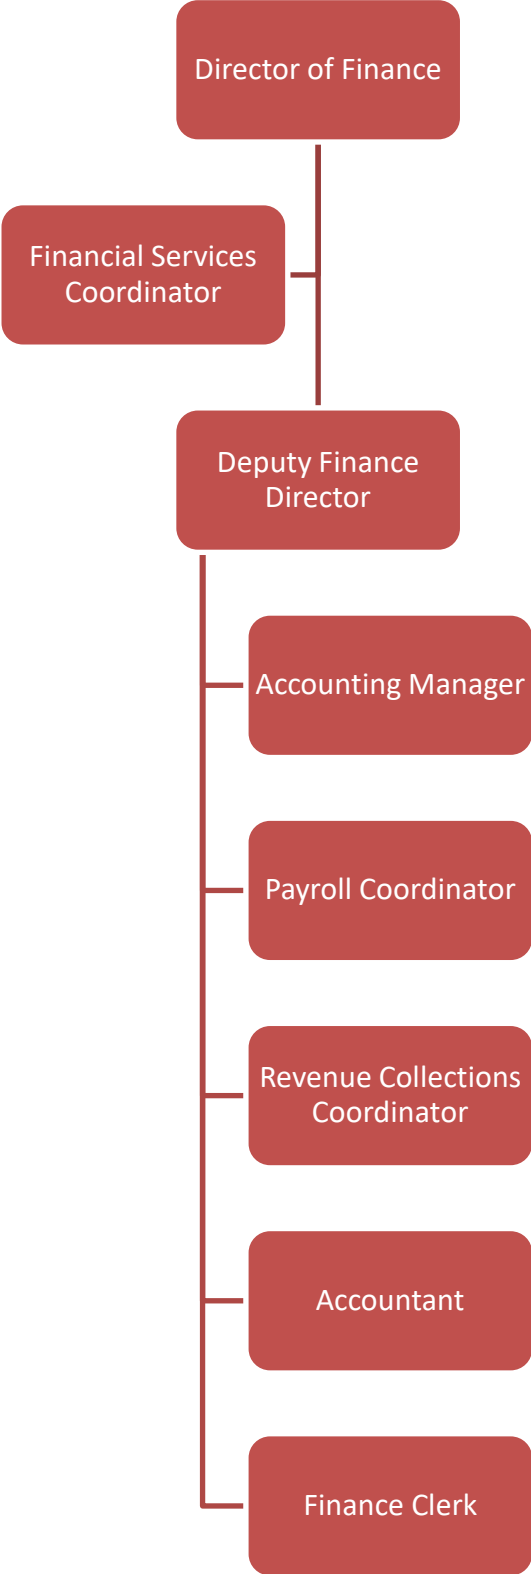 Director of Finance
Financial Services
Coordinator
Deputy Finance
Director
Accounting Manager
Payroll Coordinator
Revenue Collections
Coordinator
Accountant
Finance Clerk